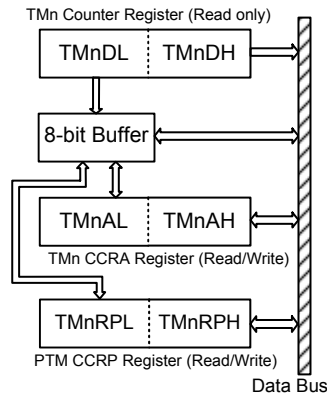 TMn Counter Register (Read only)
TMnDL TMnDH
8-bit Buffer
TMnAL TMnAH
TMn CCRA Register (Read/Write)
TMnRPL TMnRPH
PTM CCRP Register (Read/Write)
Data Bus